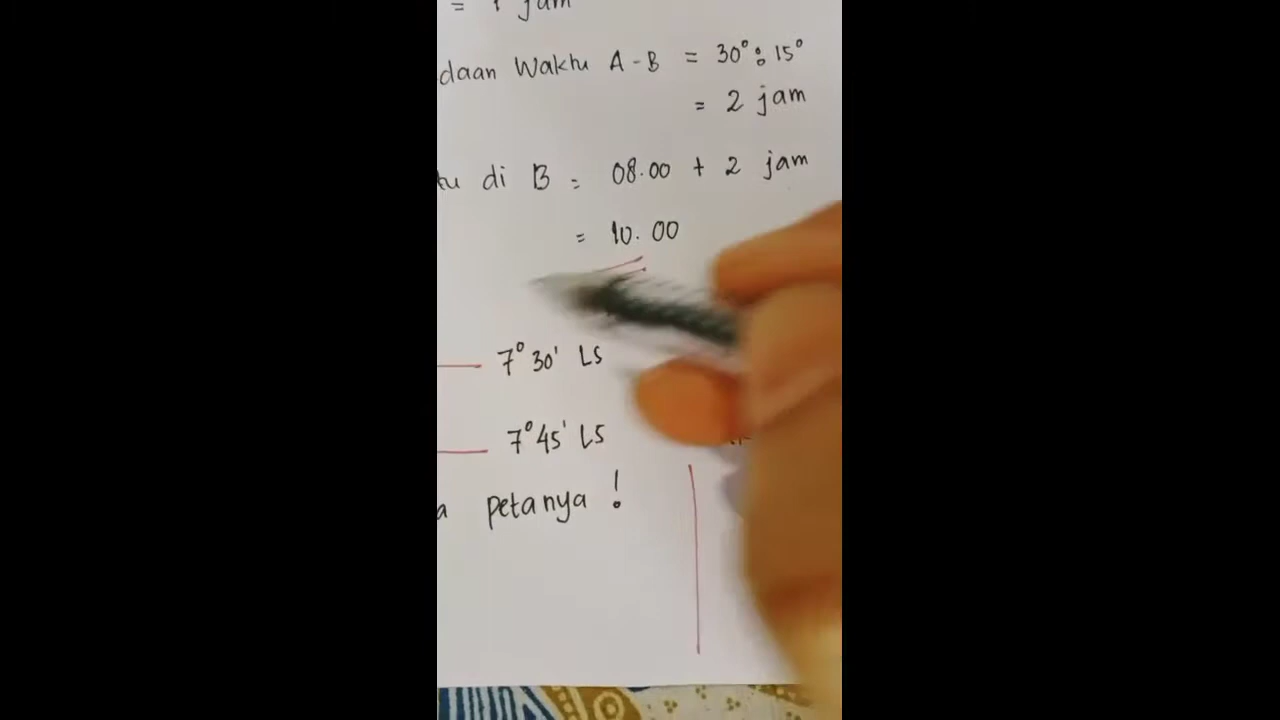 = 1 jam
daan Waktu A - B = 30° : 15°
= 2 jam
tu di B = 08.00 + 2 jam
= 10.00
7° 30' LS
7° 45' LS
a petanya !